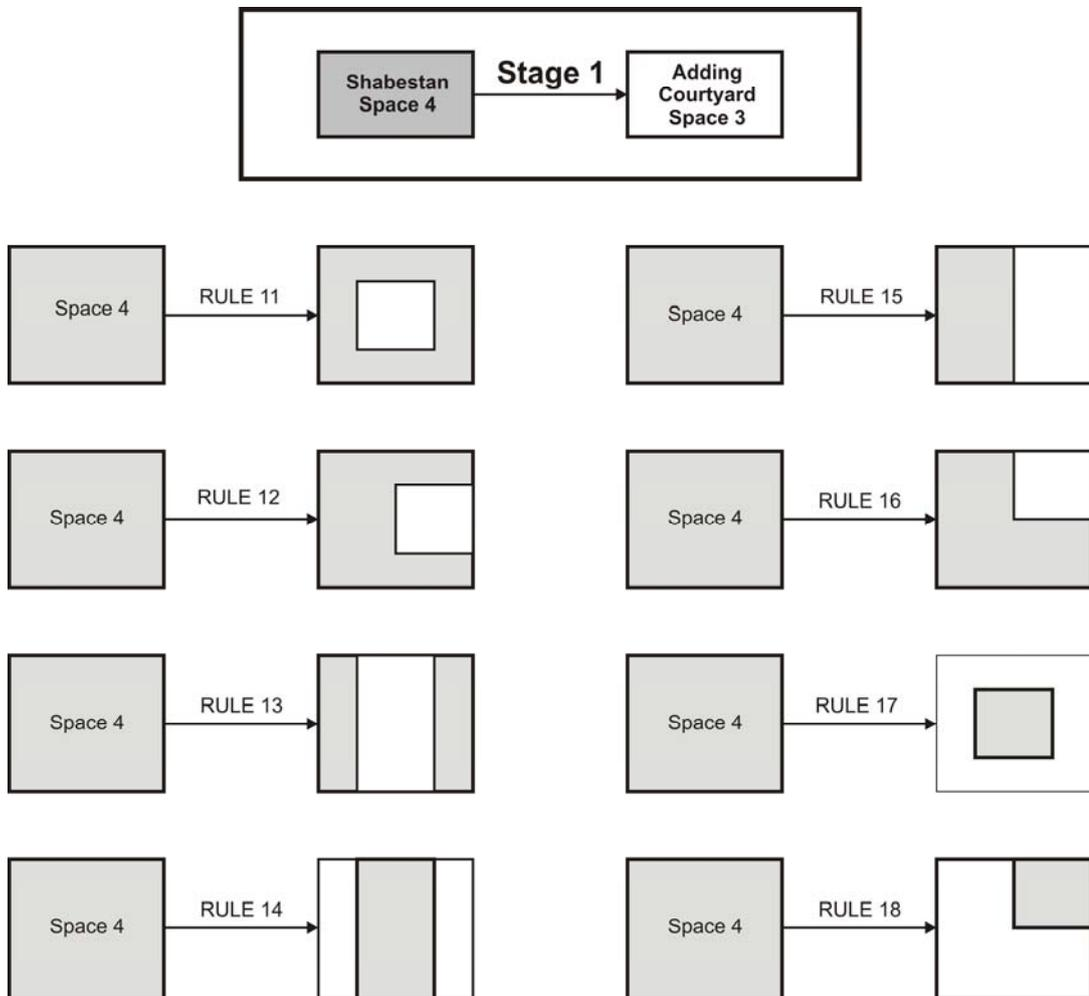 Shabestan
Space 4
Stage 1
Adding
Courtyard
Space 3
Space 4
RULE 11
Space 4
RULE 15
Space 4
RULE 12
Space 4
RULE 16
Space 4
RULE 13
Space 4
RULE 17
Space 4
RULE 14
Space 4
RULE 18